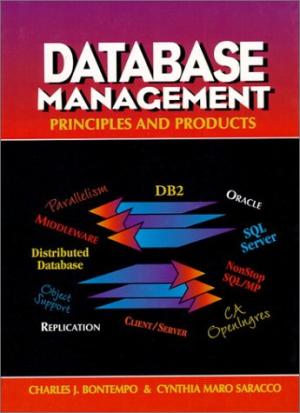 DATABASE
MANAGEMENT
PRINCIPLES AND PRODUCTS
Parallelism
DB2
ORACLE
MIDDLEWARE
SQL
Server
Distributed
Database
NonStop
SQL/MP
Object
Support
CA
OpenIngres
REPLICATION
CLIENT/SERVER
CHARLES J. BONTEMPO & CYNTHIA MARO SARACCO